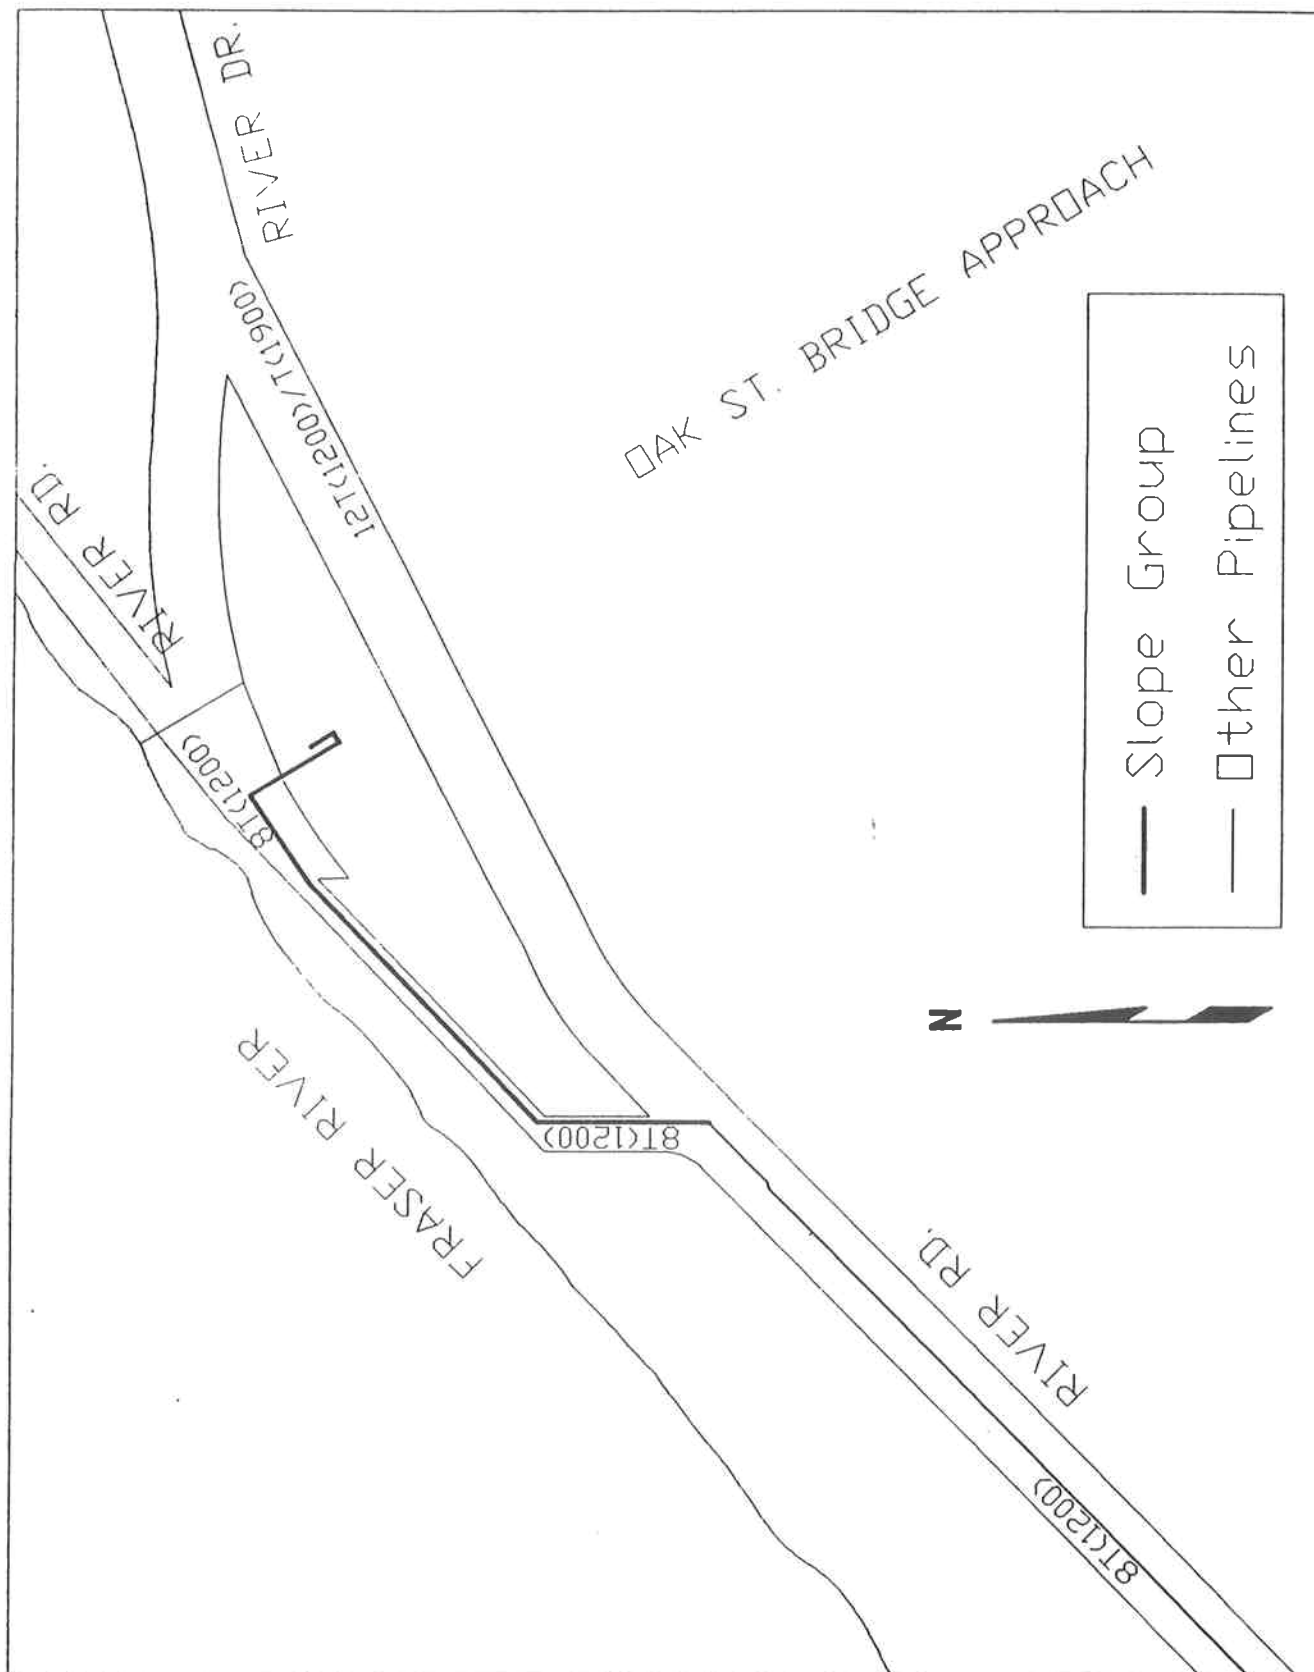 RIVER RD.
RIVER DR.
8T(1200)
12T(1200)/T(1900)
FRASER RIVER
8T(1200)
OAK ST. BRIDGE APPROACH
RIVER RD.
8T(1200)
N
Slope Group
Other Pipelines